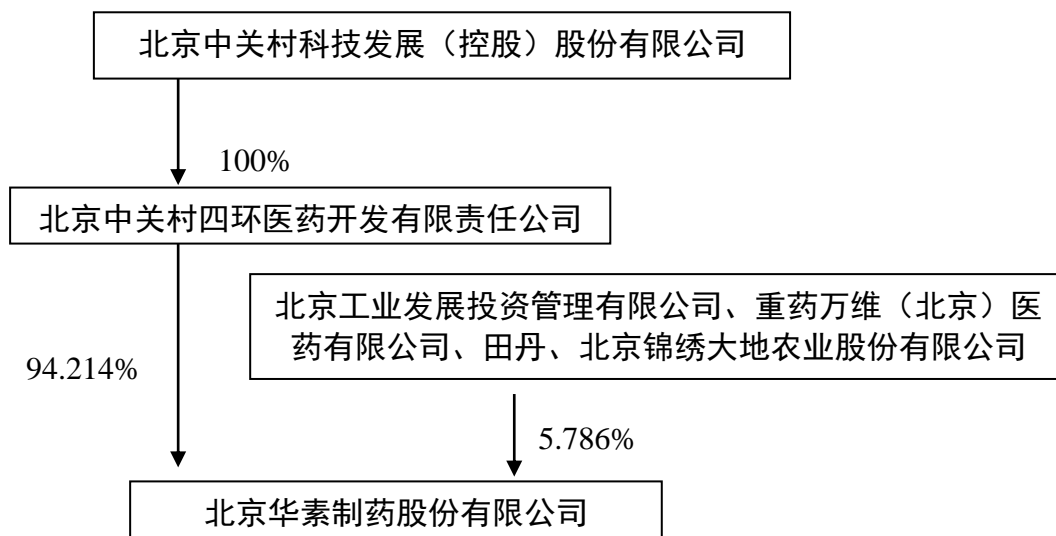 北京中关村科技发展（控股）股份有限公司
100%
北京中关村四环医药开发有限责任公司
北京工业发展投资管理有限公司、重药万维（北京）医
药有限公司、田丹、北京锦绣大地农业股份有限公司
94.214%
5.786%
北京华素制药股份有限公司